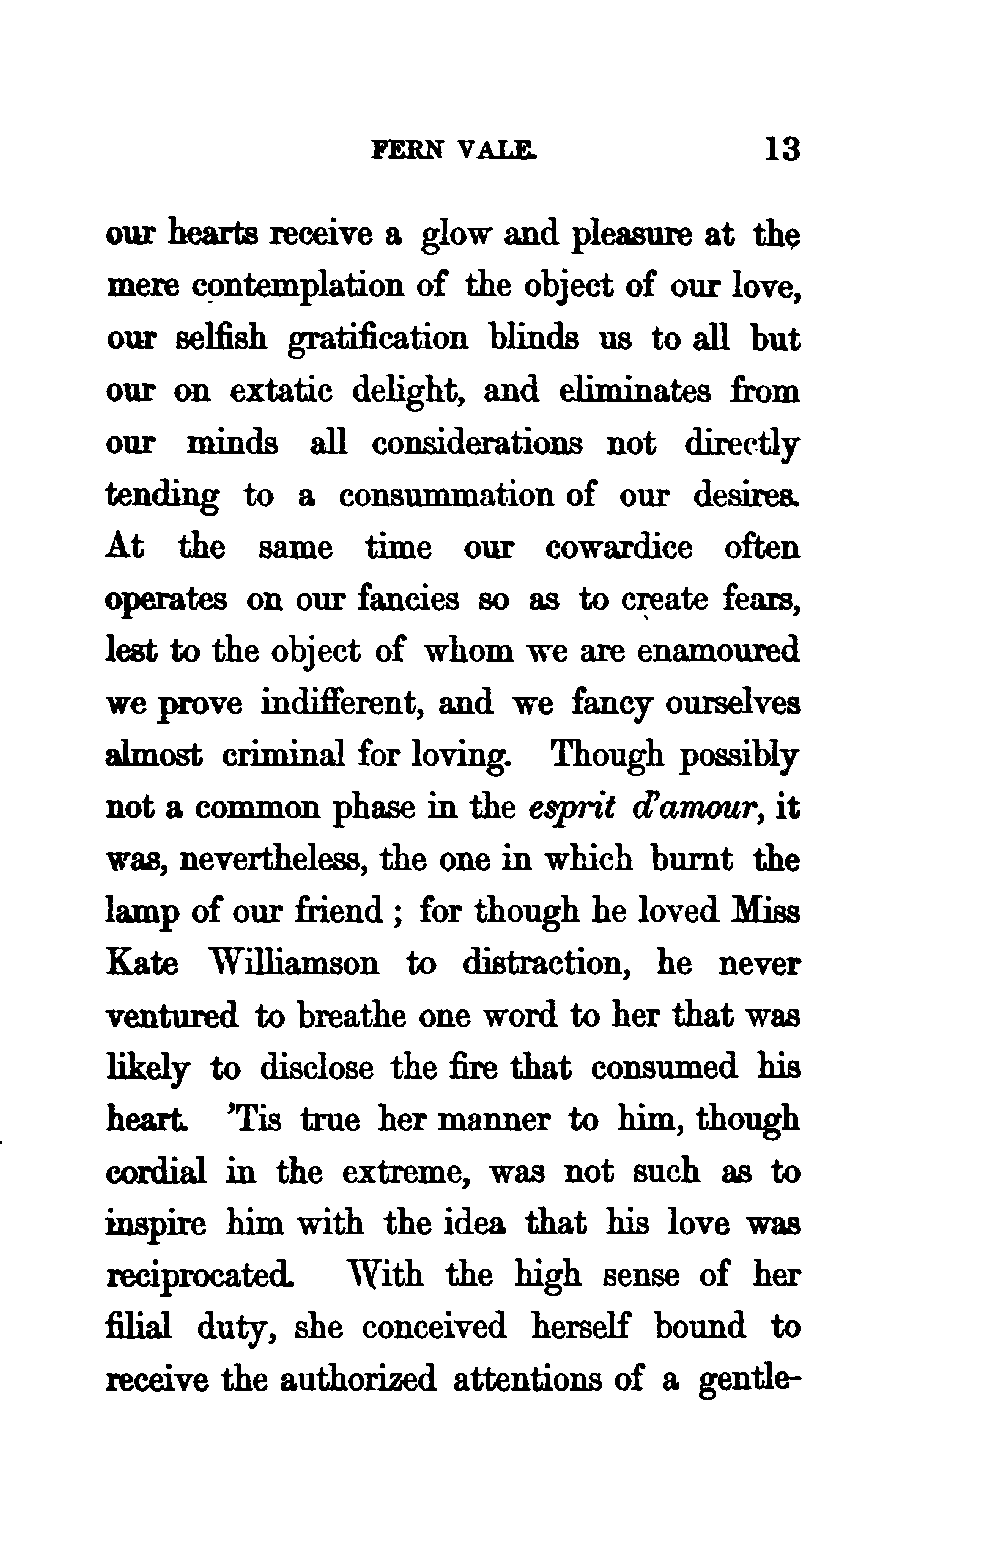 FERN VALE. 13
our hearts receive a glow and pleasure at the
mere contemplation of the object of our love,
our selfish gratification blinds us to all but
our on extatic delight, and eliminates from
our minds all considerations not directly
tending to a consummation of our desires.
At the same time our cowardice often
operates on our fancies so as to create fears,
lest to the object of whom we are enamoured
we prove indifferent, and we fancy ourselves
almost criminal for loving. Though possibly
not a common phase in the esprit d'amour, it
was, nevertheless, the one in which burnt the
lamp of our friend ; for though he loved Miss
Kate Williamson to distraction, he never
ventured to breathe one word to her that was
likely to disclose the fire that consumed his
heart. 'Tis true her manner to him, though
cordial in the extreme, was not such as to
inspire him with the idea that his love was
reciprocated. With the high sense of her
filial duty, she conceived herself bound to
receive the authorized attentions of a gentle-